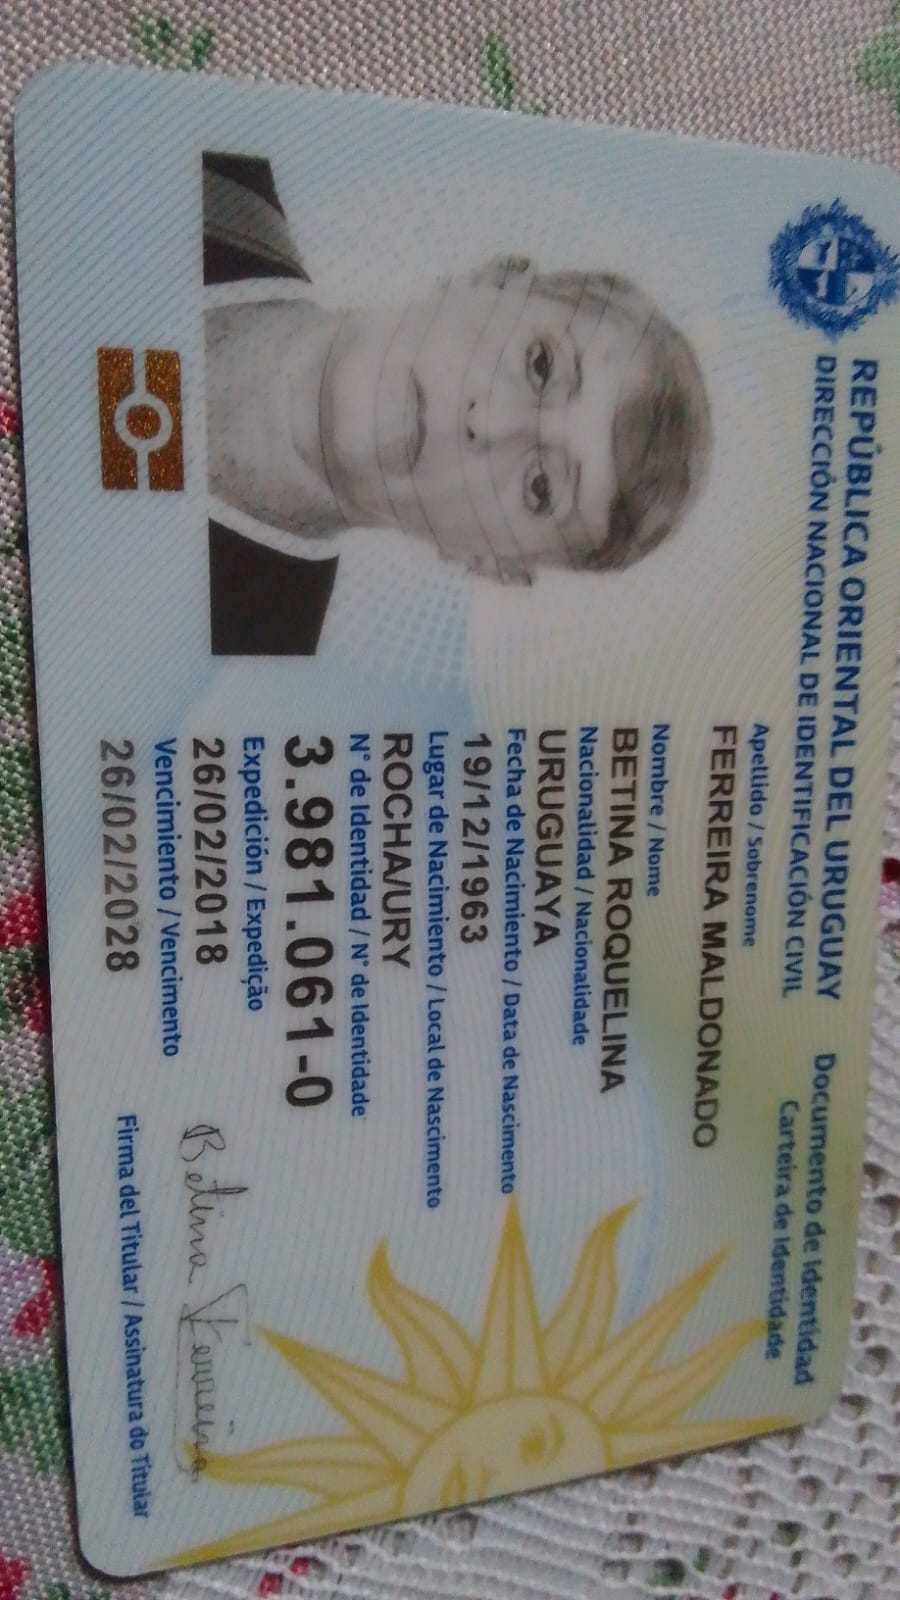 REPÚBLICA ORIENTAL DEL URUGUAY
DIRECCIÓN NACIONAL DE IDENTIFICACIÓN CIVIL
Documento de Identidad
Carteira de Identidade
Apellido / Sobrenome
FERREIRA MALDONADO
Nombre / Nome
BETINA ROQUELINA
Nacionalidad / Nacionalidade
URUGUAYA
Fecha de Nacimiento / Data de Nascimento
19/12/1963
Lugar de Nacimiento / Local de Nascimento
ROCHA/URY
N° de Identidad / N° de Identidade
3.981.061-0
Expedición / Expedição
26/02/2018
Vencimiento / Vencimento
26/02/2028
Betina Ferreira
Firma del Titular / Assinatura do Titular